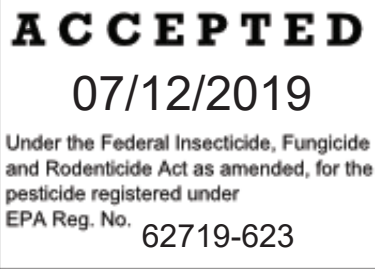 ACCEPTED
07/12/2019
Under the Federal Insecticide, Fungicide
and Rodenticide Act as amended, for the
pesticide registered under
EPA Reg. No. 62719-623